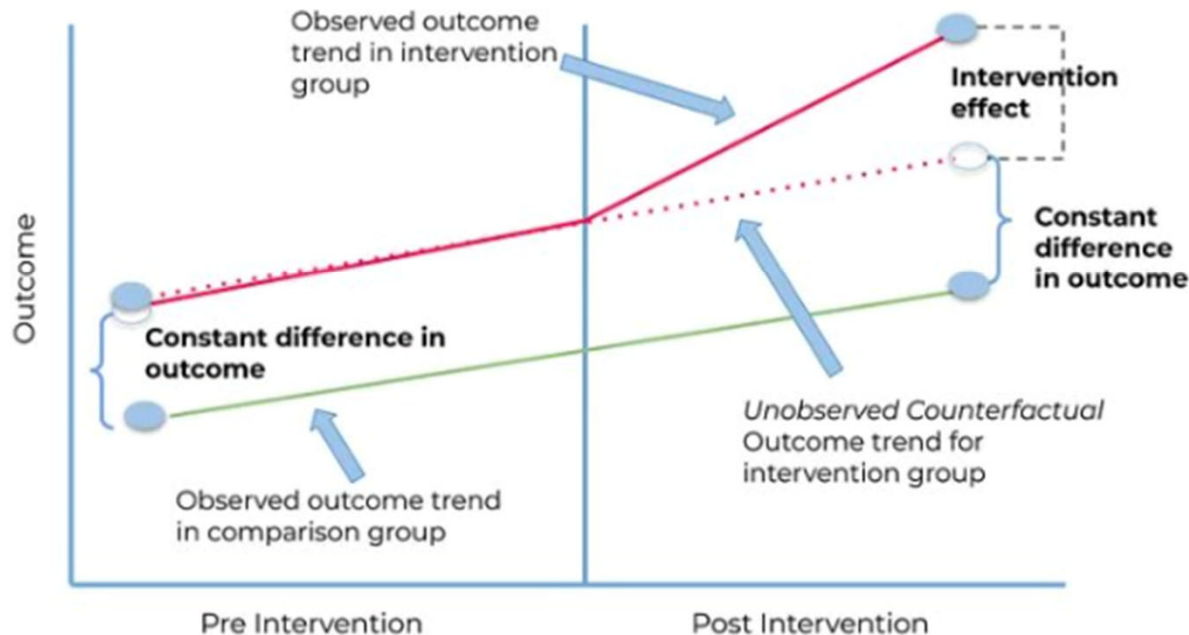 Observed outcome
trend in intervention
group
Intervention
effect
Outcome
Constant
difference
in outcome
Constant difference in
outcome
Unobserved Counterfactual
Outcome trend for
intervention group
Observed outcome trend
in comparison group
Pre Intervention
Post Intervention